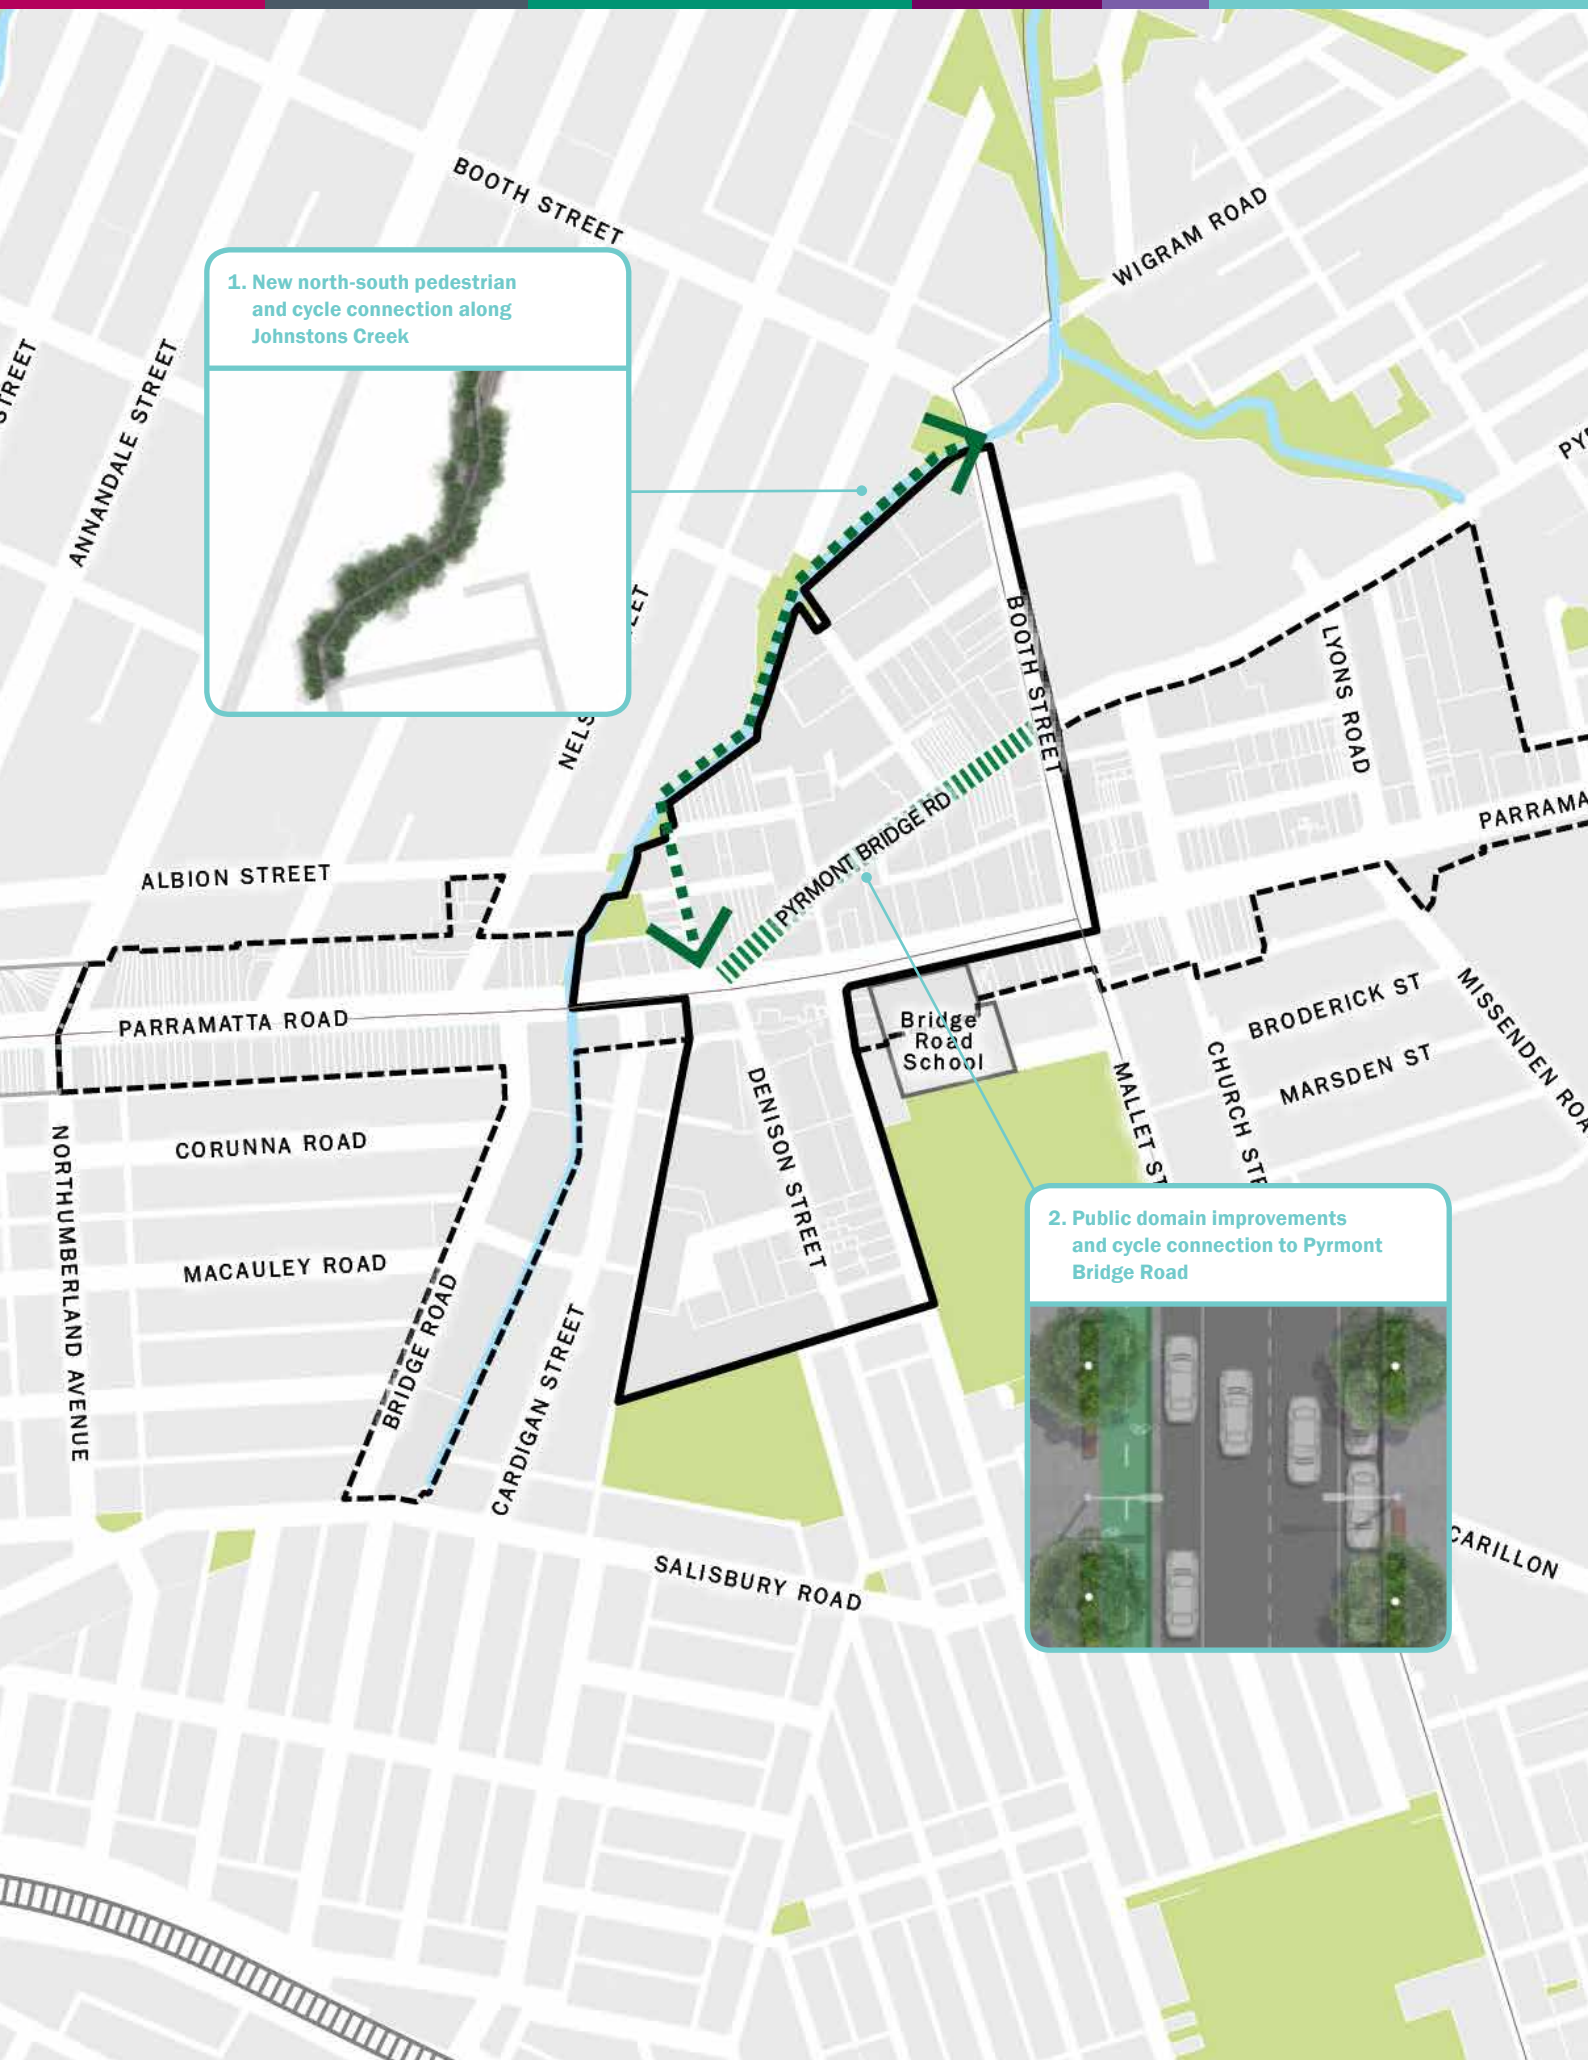 BOOTH STREET
WIGRAM ROAD
1. New north-south pedestrian
and cycle connection along
Johnstons Creek
STREET
ANNANDALE STREET
BOOTH STREET
LYONS ROAD
PYRMONT BRIDGE RD
ALBION STREET
PARRAMATTA ROAD
Bridge
Road
School
BRODERICK ST
MARSDEN ST
DENISON STREET
MALLET ST
CORUNNA ROAD
MACAULEY ROAD
NORTHUMBERLAND AVENUE
BRIDGE ROAD
CARDIGAN STREET
2. Public domain improvements
and cycle connection to Pyrmont
Bridge Road
SALISBURY ROAD
CARILLON